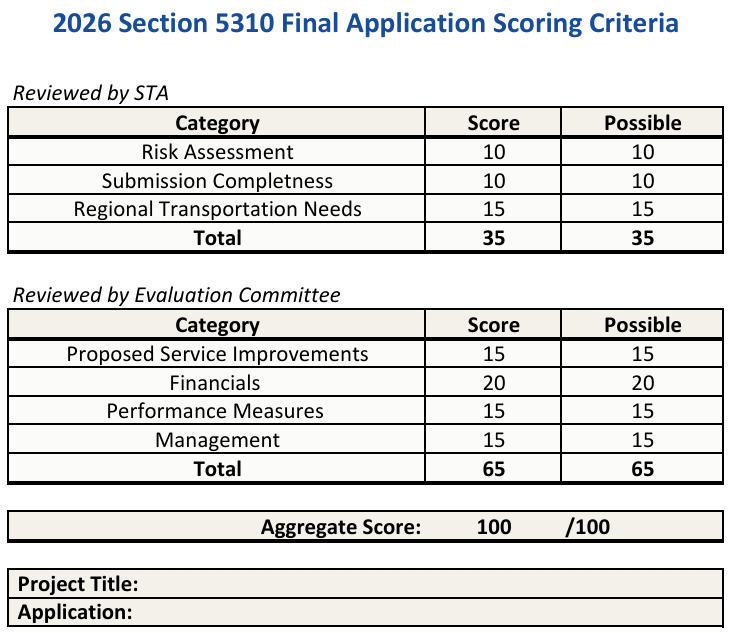 2026 Section 5310 Final Application Scoring Criteria
Reviewed by STA
Category Score Possible
Risk Assessment 10 10
Submission Completness 10 10
Regional Transportation Needs 15 15
Total 35 35
Reviewed by Evaluation Committee
Category Score Possible
Proposed Service Improvements 15 15
Financials 20 20
Performance Measures 15 15
Management 15 15
Total 65 65
Aggregate Score: 100 /100
Project Title:
Application: